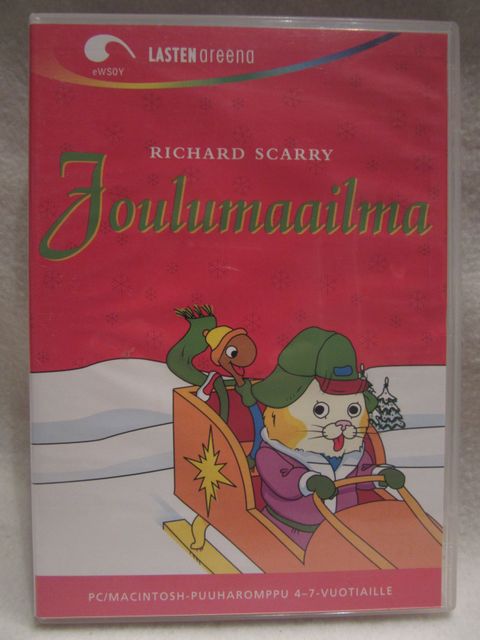 LASTENareena
eWSOY
RICHARD SCARRY
Joulumaailma
PC/MACINTOSH-PUUHAROMPPU 4–7-VUOTIAILLE